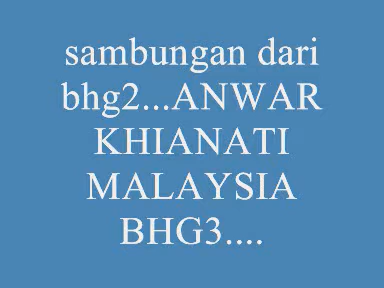 sambungan dari
bhg2...ANWAR
KHIANATI
MALAYSIA
BHG3....